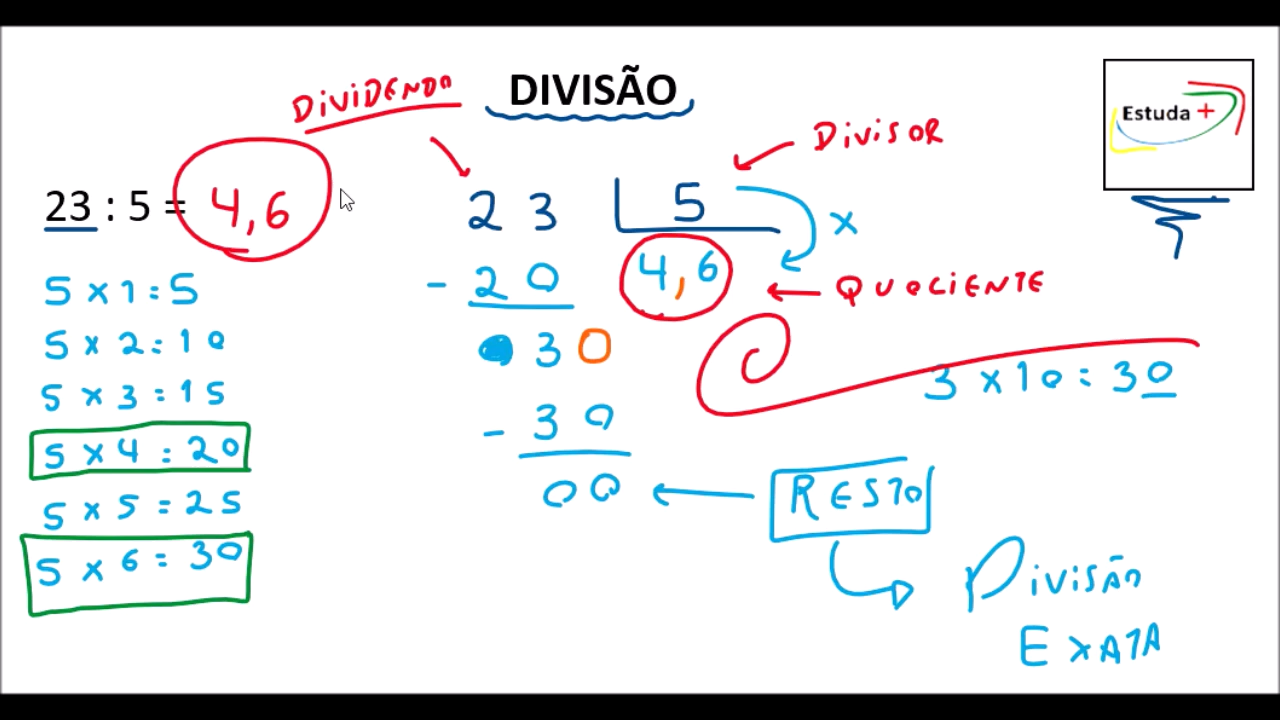 DIVISÃO
DIVIDENDO
DIVISOR
Estuda +
23 : 5 = 4,6
23 5
x
- 20 4,6
QUOCIENTE
30
3 x 10 = 30
- 30
00
RESTO
DIVISÃO
EXATA
5 x 1 = 5
5 x 2 = 10
5 x 3 = 15
5 x 4 = 20
5 x 5 = 25
5 x 6 = 30